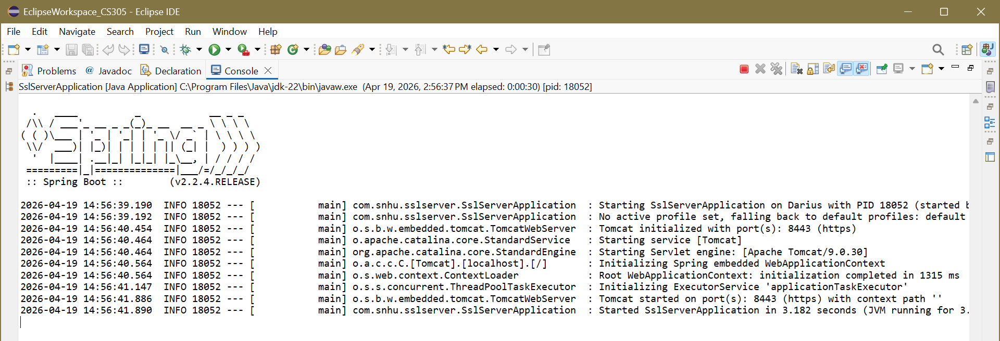 EclipseWorkspace_CS305 - Eclipse IDE
File Edit Navigate Search Project Run Window Help
Problems @ Javadoc Declaration Console
SslServerApplication [Java Application] C:\Program Files\Java\jdk-22\bin\javaw.exe (Apr 19, 2026, 2:56:37 PM elapsed: 0:00:30) [pid: 18052]
  .   ____          _            __ _ _
 /\\ / ___'_ __ _ _(_)_ __  __ _ \ \ \ \
( ( )\___ | '_ | '_| | '_ \/ _` | \ \ \ \
 \\/  ___)| |_)| | | | | || (_| |  ) ) ) )
  '  |____| .__|_| |_|_| |_\__, | / / / /
 =========|_|==============|___/=/_/_/_/
 :: Spring Boot ::        (v2.2.4.RELEASE)
2026-04-19 14:56:39.190  INFO 18052 --- [           main] com.snhu.sslserver.SslServerApplication  : Starting SslServerApplication on Darius with PID 18052 (started b
2026-04-19 14:56:39.192  INFO 18052 --- [           main] com.snhu.sslserver.SslServerApplication  : No active profile set, falling back to default profiles: default
2026-04-19 14:56:40.454  INFO 18052 --- [           main] o.s.b.w.embedded.tomcat.TomcatWebServer  : Tomcat initialized with port(s): 8443 (https)
2026-04-19 14:56:40.464  INFO 18052 --- [           main] o.apache.catalina.core.StandardService   : Starting service [Tomcat]
2026-04-19 14:56:40.464  INFO 18052 --- [           main] org.apache.catalina.core.StandardEngine  : Starting Servlet engine: [Apache Tomcat/9.0.30]
2026-04-19 14:56:40.564  INFO 18052 --- [           main] o.a.c.c.C.[Tomcat].[localhost].[/]       : Initializing Spring embedded WebApplicationContext
2026-04-19 14:56:40.564  INFO 18052 --- [           main] o.s.web.context.ContextLoader            : Root WebApplicationContext: initialization completed in 1315 ms
2026-04-19 14:56:41.147  INFO 18052 --- [           main] o.s.s.concurrent.ThreadPoolTaskExecutor  : Initializing ExecutorService 'applicationTaskExecutor'
2026-04-19 14:56:41.886  INFO 18052 --- [           main] o.s.b.w.embedded.tomcat.TomcatWebServer  : Tomcat started on port(s): 8443 (https) with context path ''
2026-04-19 14:56:41.890  INFO 18052 --- [           main] com.snhu.sslserver.SslServerApplication  : Started SslServerApplication in 3.182 seconds (JVM running for 3.